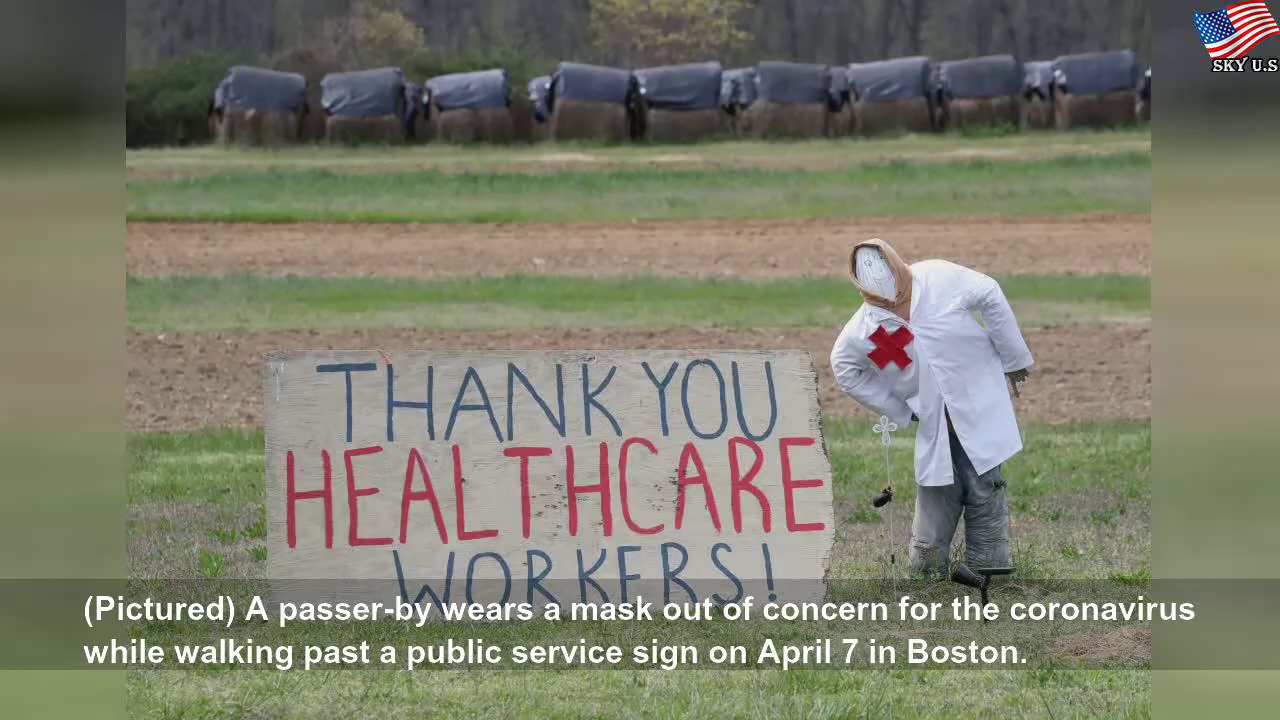 SKY U.S
THANK YOU
HEALTHCARE
WORKERS!
(Pictured) A passer-by wears a mask out of concern for the coronavirus
while walking past a public service sign on April 7 in Boston.